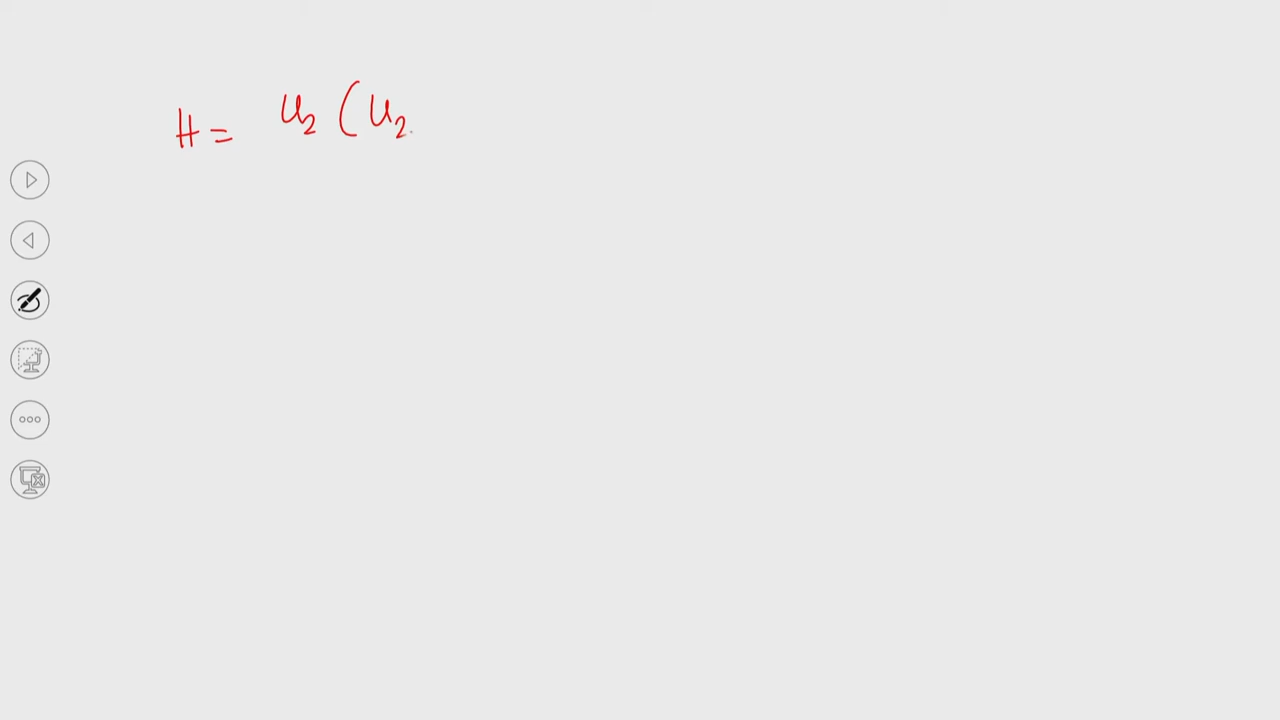 H = U₂ (U₂